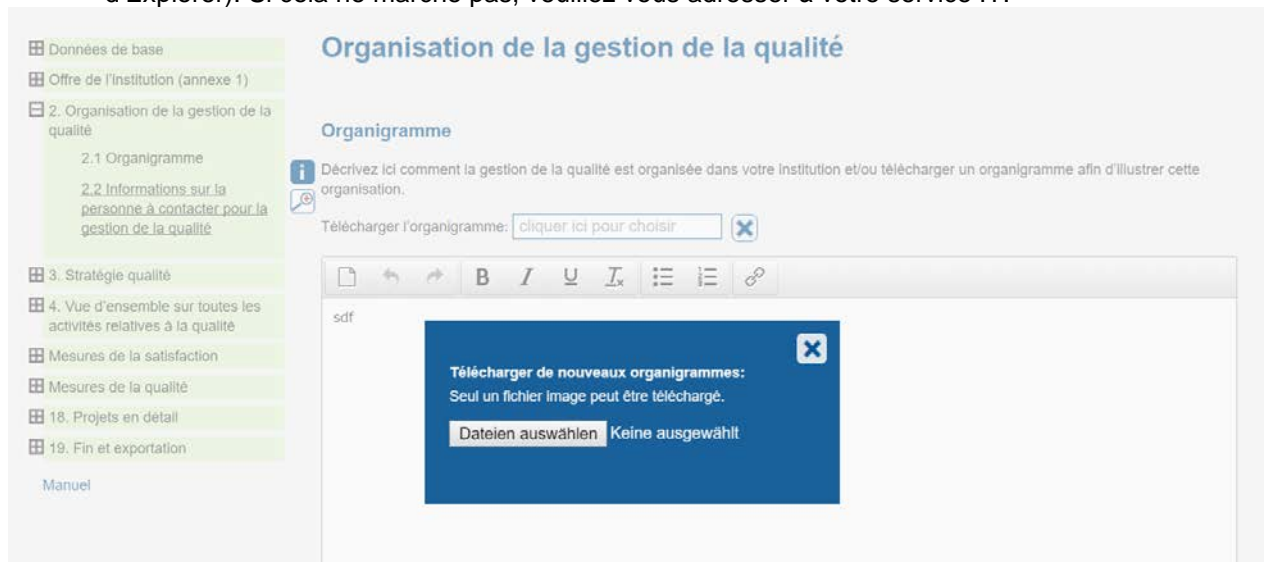 Données de base
Offre de l'Institution (annexe 1)
2. Organisation de la gestion de la
qualité
2.1 Organigramme
2.2 Informations sur la
personne à contacter pour la
gestion de la qualité
3. Stratégie qualité
4. Vue d'ensemble sur toutes les
activités relatives à la qualité
Mesures de la satisfaction
Mesures de la qualité
18. Projets en détail
19. Fin et exportation
Manuel
Organisation de la gestion de la qualité
Organigramme
Décrivez ici comment la gestion de la qualité est organisée dans votre institution et/ou télécharger un organigramme afin d'illustrer cette
organisation.
Télécharger l'organigramme: cliquer ici pour choisir
B I U Tx
sdf
Télécharger de nouveaux organigrammes:
Seul un fichier image peut être téléchargé.
Dateien auswählen Keine ausgewählt